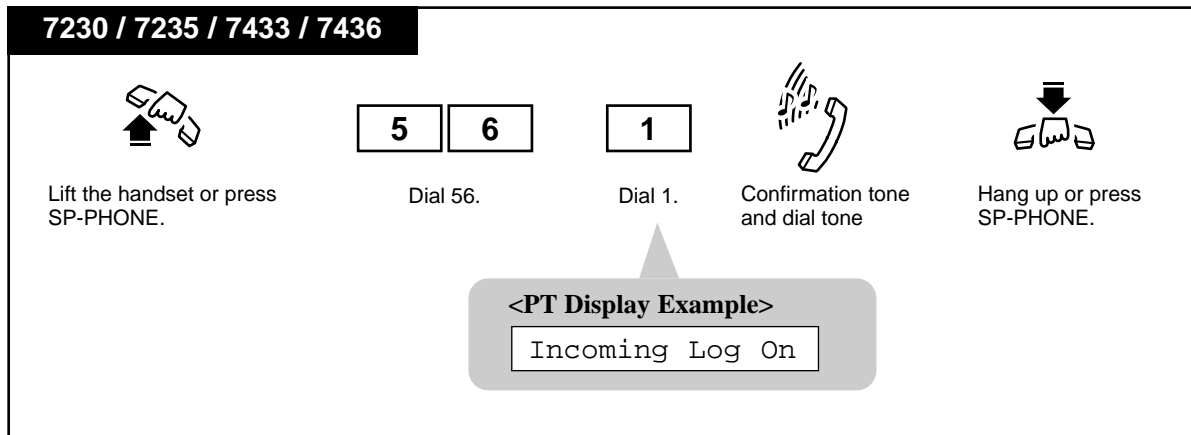 7230 / 7235 / 7433 / 7436
5 6 1
Lift the handset or press
SP-PHONE.
Dial 56.
Dial 1.
Confirmation tone
and dial tone
Hang up or press
SP-PHONE.
<PT Display Example>
Incoming Log On